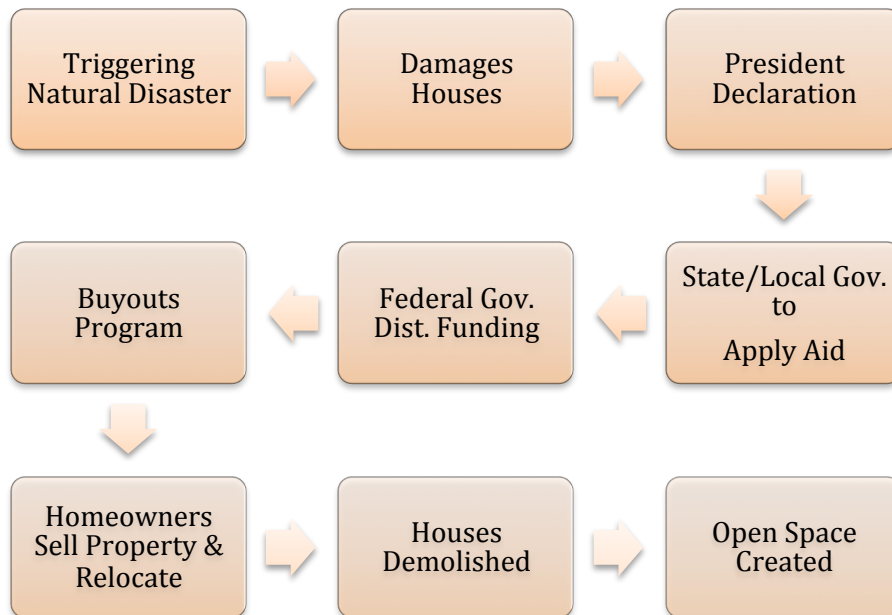 Triggering
Natural Disaster
Damages
Houses
President
Declaration
State/Local Gov.
to
Apply Aid
Federal Gov.
Dist. Funding
Buyouts
Program
Homeowners
Sell Property &
Relocate
Houses
Demolished
Open Space
Created